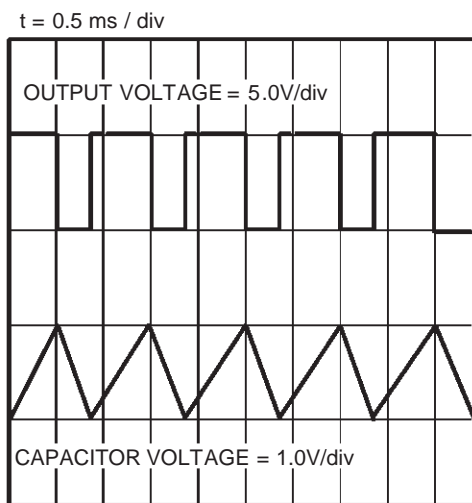 t = 0.5 ms / div
OUTPUT VOLTAGE = 5.0V/div
CAPACITOR VOLTAGE = 1.0V/div